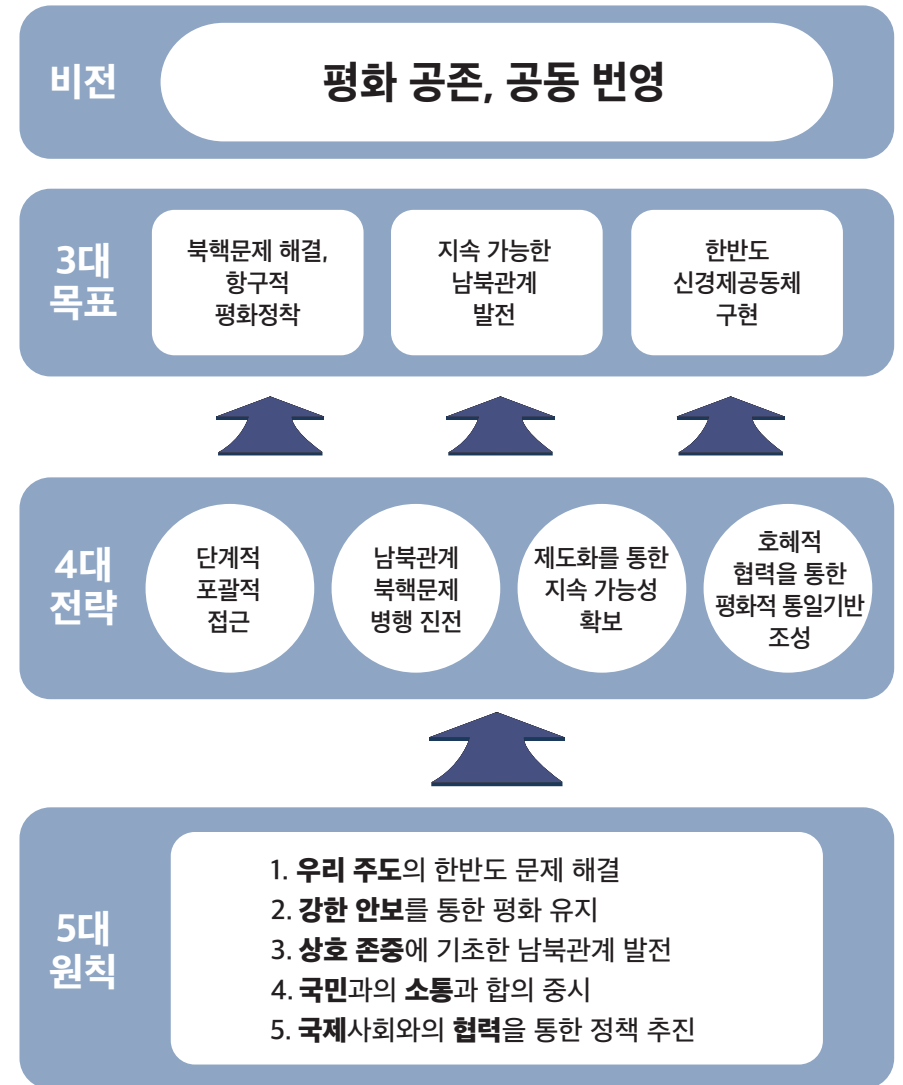 비전
평화 공존, 공동 번영
3대
목표
북핵문제 해결,
항구적
평화정착
지속 가능한
남북관계
발전
한반도
신경제공동체
구현
4대
전략
단계적
포괄적
접근
남북관계
북핵문제
병행 진전
제도화를 통한
지속 가능성
확보
호혜적
협력을 통한
평화적 통일기반
조성
5대
원칙
1. 우리 주도의 한반도 문제 해결
2. 강한 안보를 통한 평화 유지
3. 상호 존중에 기초한 남북관계 발전
4. 국민과의 소통과 합의 중시
5. 국제사회와의 협력을 통한 정책 추진